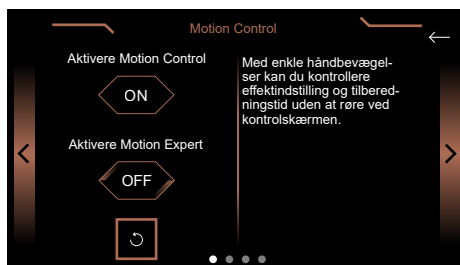 Motion Control
Aktivere Motion Control
ON
Aktivere Motion Expert
OFF
Med enkle håndbevægel-
ser kan du kontrollere
effektindstilling og tilbered-
ningstid uden at røre ved
kontrolskærmen.